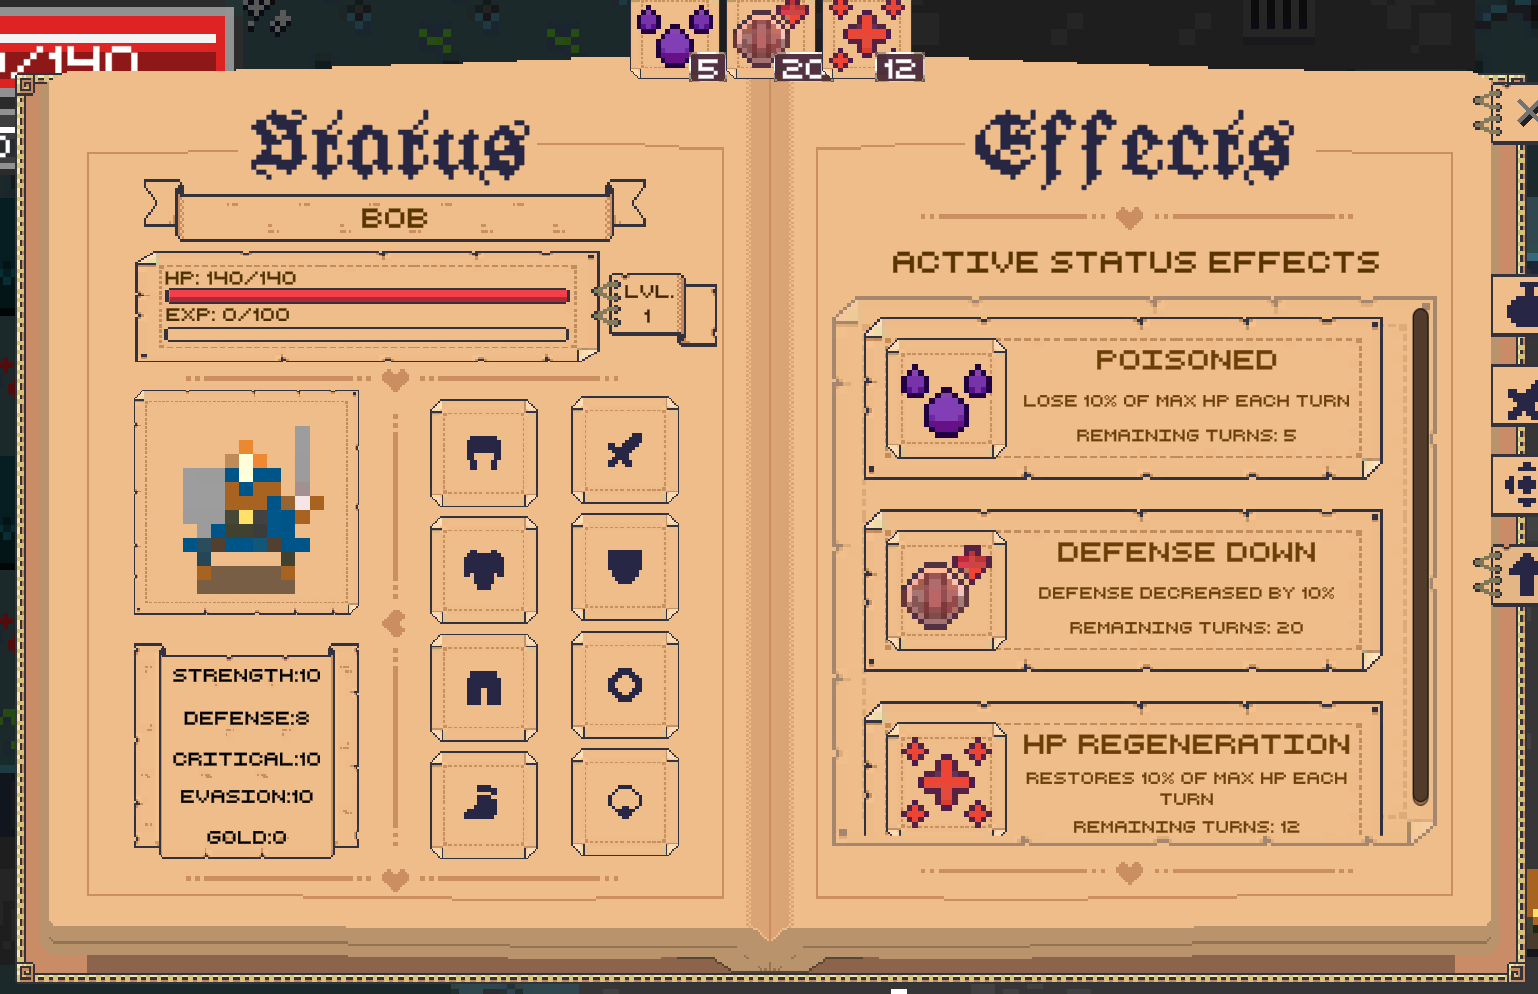 /140
5
20
12
Status
BOB
HP: 140/140
EXP: 0/100
LVL.
1
STRENGTH:10
DEFENSE:8
CRITICAL:10
EVASION:10
GOLD:0
Effects
ACTIVE STATUS EFFECTS
POISONED
LOSE 10% OF MAX HP EACH TURN
REMAINING TURNS: 5
DEFENSE DOWN
DEFENSE DECREASED BY 10%
REMAINING TURNS: 20
HP REGENERATION
RESTORES 10% OF MAX HP EACH
TURN
REMAINING TURNS: 12